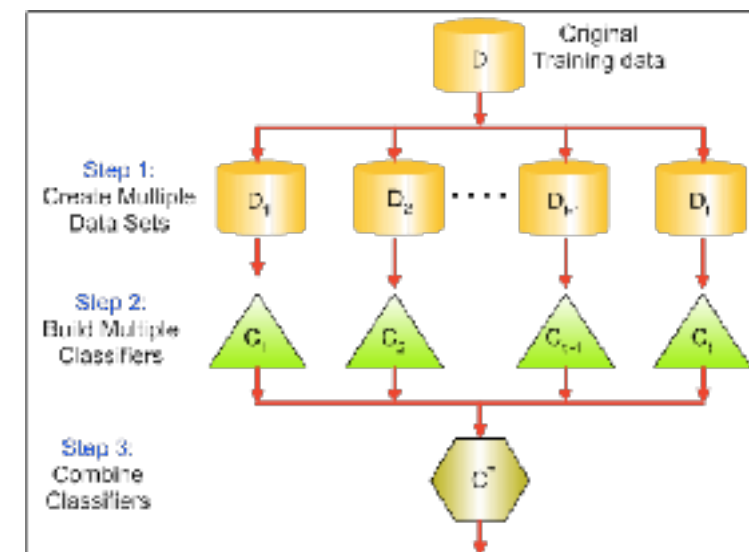 Original
D
Training data
Step 1:
Create Multiple
Data Sets
D1 D2 .... Dt-1 Dt
Step 2:
Build Multiple
Classifiers
C1 C2 Ct-1 Ct
Step 3:
Combine
Classifiers
C*